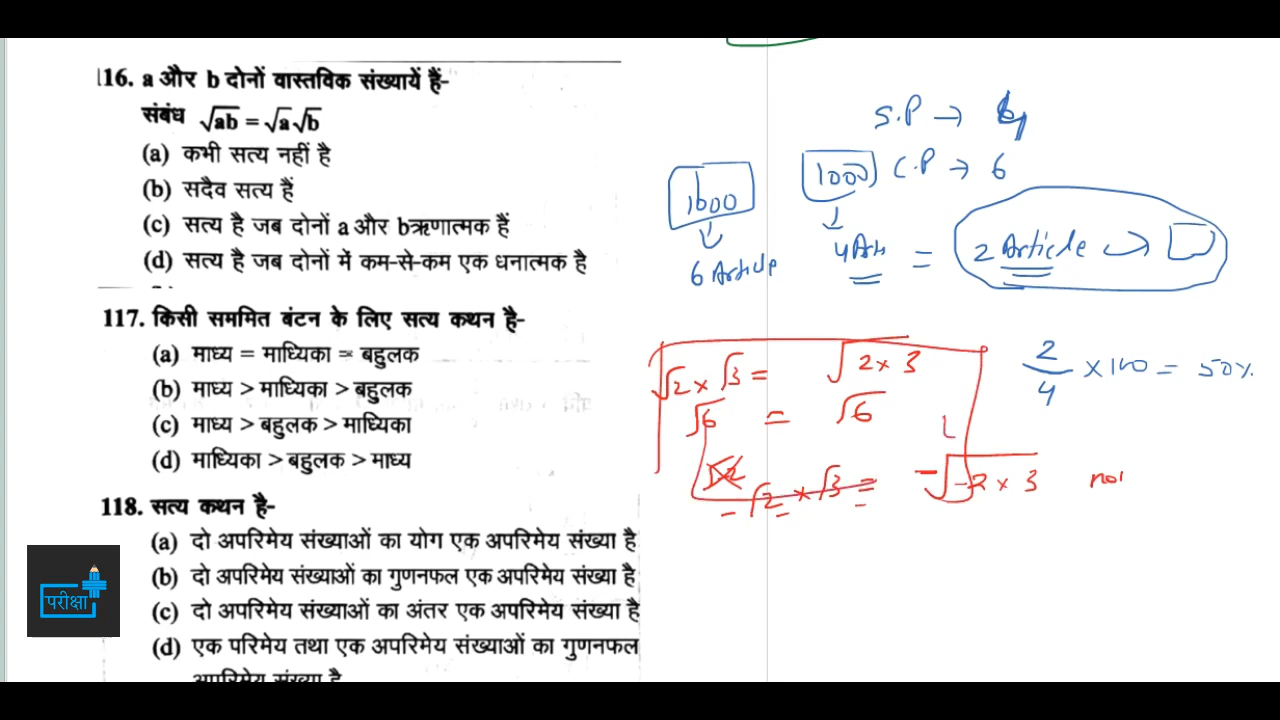 116. a और b दोनों वास्तविक संख्यायें हैं-
संबंध √ab = √a√b
(a) कभी सत्य नहीं है
(b) सदैव सत्य हैं
(c) सत्य है जब दोनों a और bऋणात्मक हैं
(d) सत्य है जब दोनों में कम-से-कम एक धनात्मक है
117. किसी सममित बंटन के लिए सत्य कथन है-
(a) माध्य = माध्यिका = बहुलक
(b) माध्य > माध्यिका > बहुलक
(c) माध्य > बहुलक > माध्यिका
(d) माध्यिका > बहुलक > माध्य
118. सत्य कथन है-
(a) दो अपरिमेय संख्याओं का योग एक अपरिमेय संख्या है
(b) दो अपरिमेय संख्याओं का गुणनफल एक अपरिमेय संख्या है
(c) दो अपरिमेय संख्याओं का अंतर एक अपरिमेय संख्या है
(d) एक परिमेय तथा एक अपरिमेय संख्याओं का गुणनफल
अपरिमेय संख्या है
परीक्षा
S.P →
1000 C.P → 6
1600
6 Article
4 Arti = 2 Article →
√2 × √3 = √2 × 3
√6 = √6
2/4 × 100 = 50%
-√2 × √3 = -√-2 × 3 not